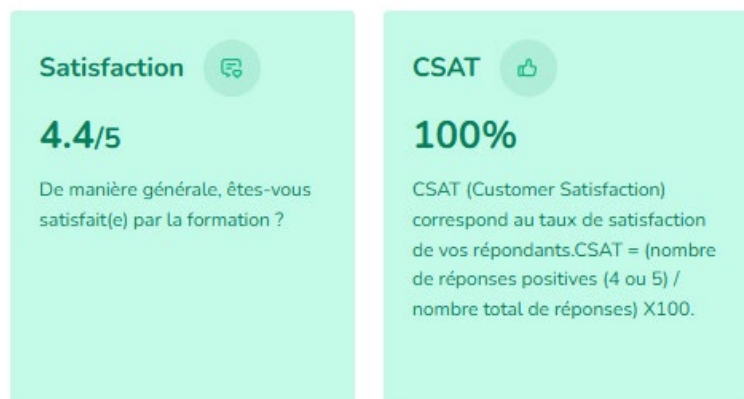 Satisfaction
4.4/5
De manière générale, êtes-vous
satisfait(e) par la formation ?
CSAT
100%
CSAT (Customer Satisfaction)
correspond au taux de satisfaction
de vos répondants.CSAT = (nombre
de réponses positives (4 ou 5) /
nombre total de réponses) X100.